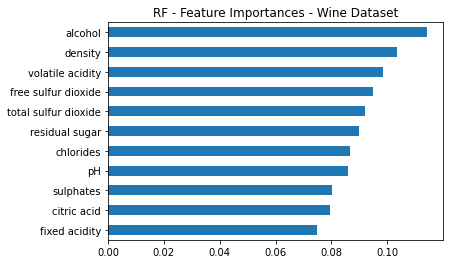 RF - Feature Importances - Wine Dataset
alcohol
density
volatile acidity
free sulfur dioxide
total sulfur dioxide
residual sugar
chlorides
pH
sulphates
citric acid
fixed acidity
0.00 0.02 0.04 0.06 0.08 0.10